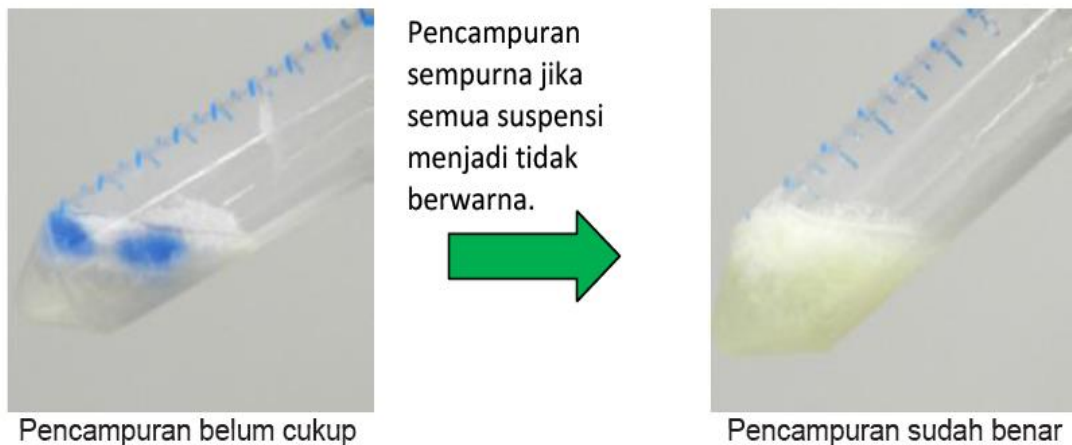 Pencampuran
sempurna jika
semua suspensi
menjadi tidak
berwarna.
Pencampuran belum cukup
Pencampuran sudah benar